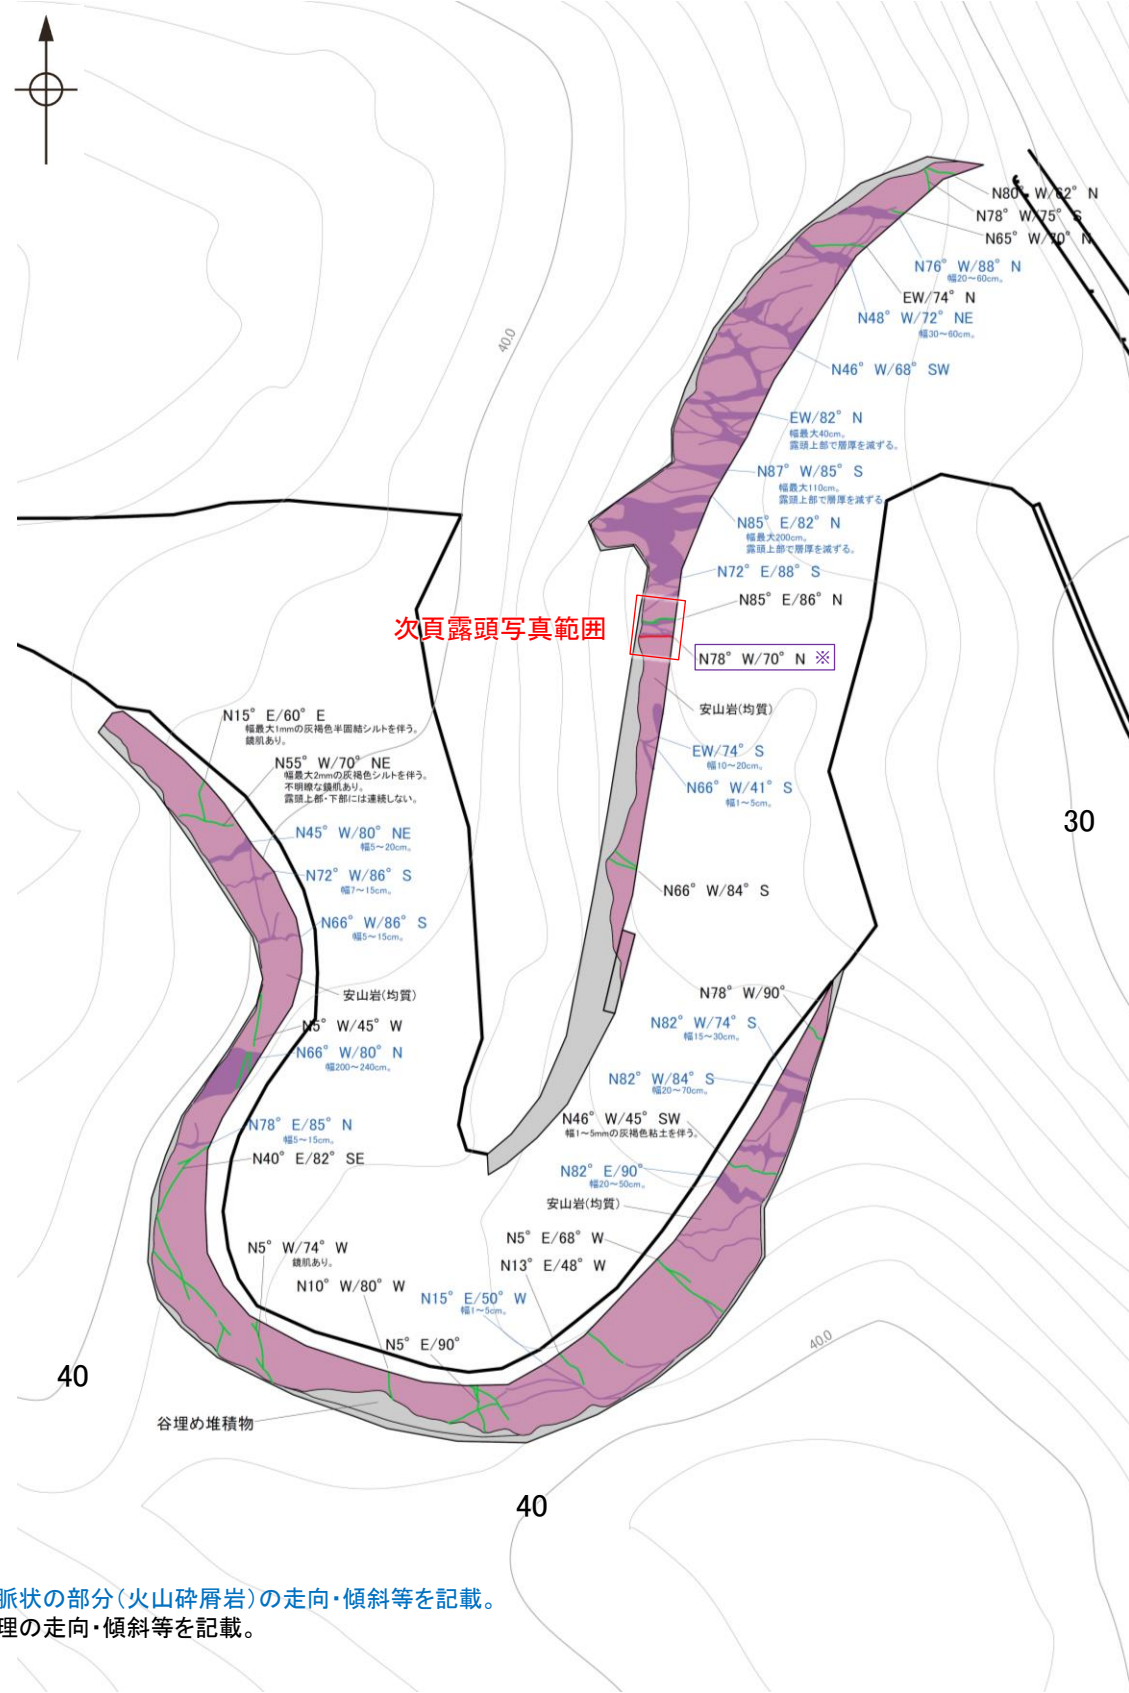 N80° W/62° N
N78° W/75° S
N65° W/70° N
N76° W/88° N
幅20～60cm。
EW/74° N
N48° W/72° NE
幅30～60cm。
40.0
N46° W/68° SW
EW/82° N
幅最大40cm。
露頭上部で層厚を減ずる。
N87° W/85° S
幅最大110cm。
露頭上部で層厚を減ずる。
N85° E/82° N
幅最大200cm。
露頭上部で層厚を減ずる。
N72° E/88° S
N85° E/86° N
次頁露頭写真範囲
N78° W/70° N ※
安山岩(均質)
EW/74° S
幅10～20cm。
N66° W/41° S
幅1～5cm。
30
N66° W/84° S
N15° E/60° E
幅最大1mmの灰褐色半固結シルトを伴う。
鏡肌あり。
N55° W/70° NE
幅最大2mmの灰褐色シルトを伴う。
不明瞭な鏡肌あり。
露頭上部・下部には連続しない。
N45° W/80° NE
幅5～20cm。
N72° W/86° S
幅7～15cm。
N66° W/86° S
幅5～15cm。
安山岩(均質)
N5° W/45° W
N66° W/80° N
幅200～240cm。
N78° E/85° N
幅5～15cm。
N40° E/82° SE
N78° W/90°
N82° W/74° S
幅15～30cm。
N82° W/84° S
幅20～70cm。
N46° W/45° SW
幅1～5mmの灰褐色粘土を伴う。
N82° E/90°
幅20～50cm。
安山岩(均質)
N5° E/68° W
N13° E/48° W
N5° W/74° W
鏡肌あり。
N10° W/80° W
N15° E/50° W
幅1～5cm。
N5° E/90°
40.0
40
谷埋め堆積物
40
脈状の部分(火山砕屑岩)の走向・傾斜等を記載。
理の走向・傾斜等を記載。